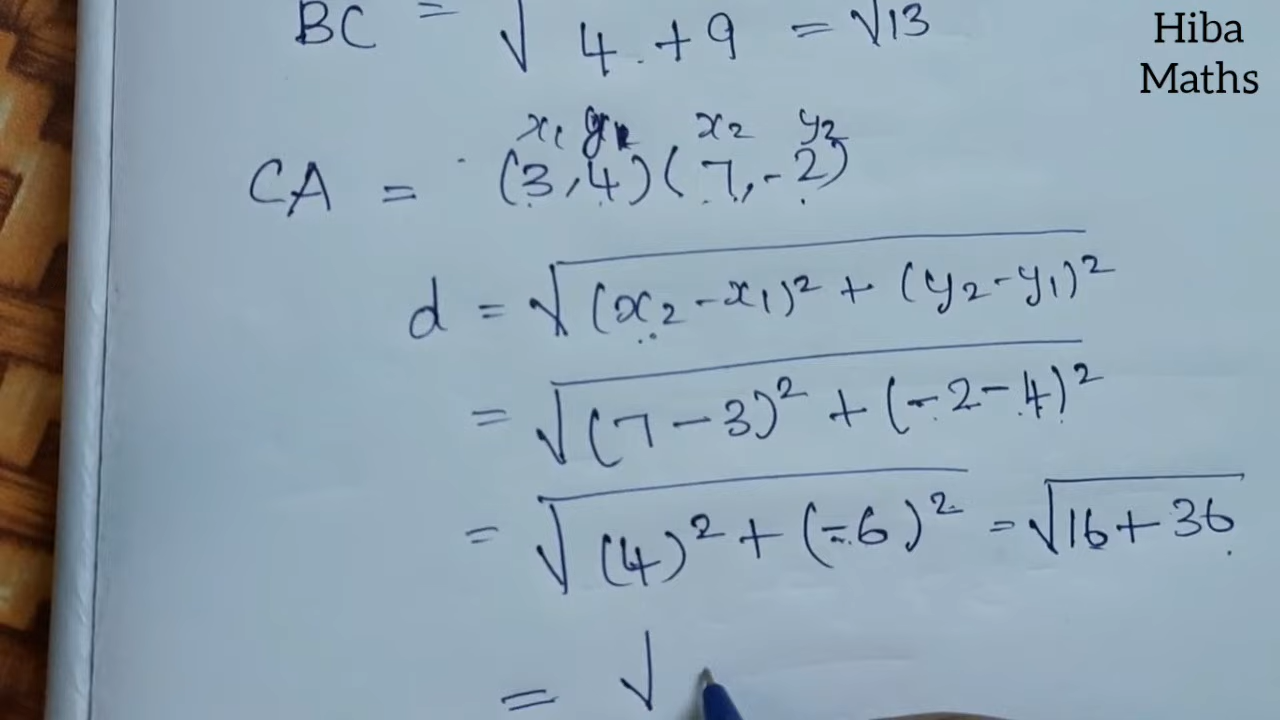 BC = √4 + 9 = √13
Hiba
Maths
x₁ y₁ x₂ y₂
CA = (3,4)(7,-2)
d = √(x₂-x₁)² + (y₂-y₁)²
= √(7-3)² + (-2-4)²
= √(4)² + (-6)² = √16+36
= √